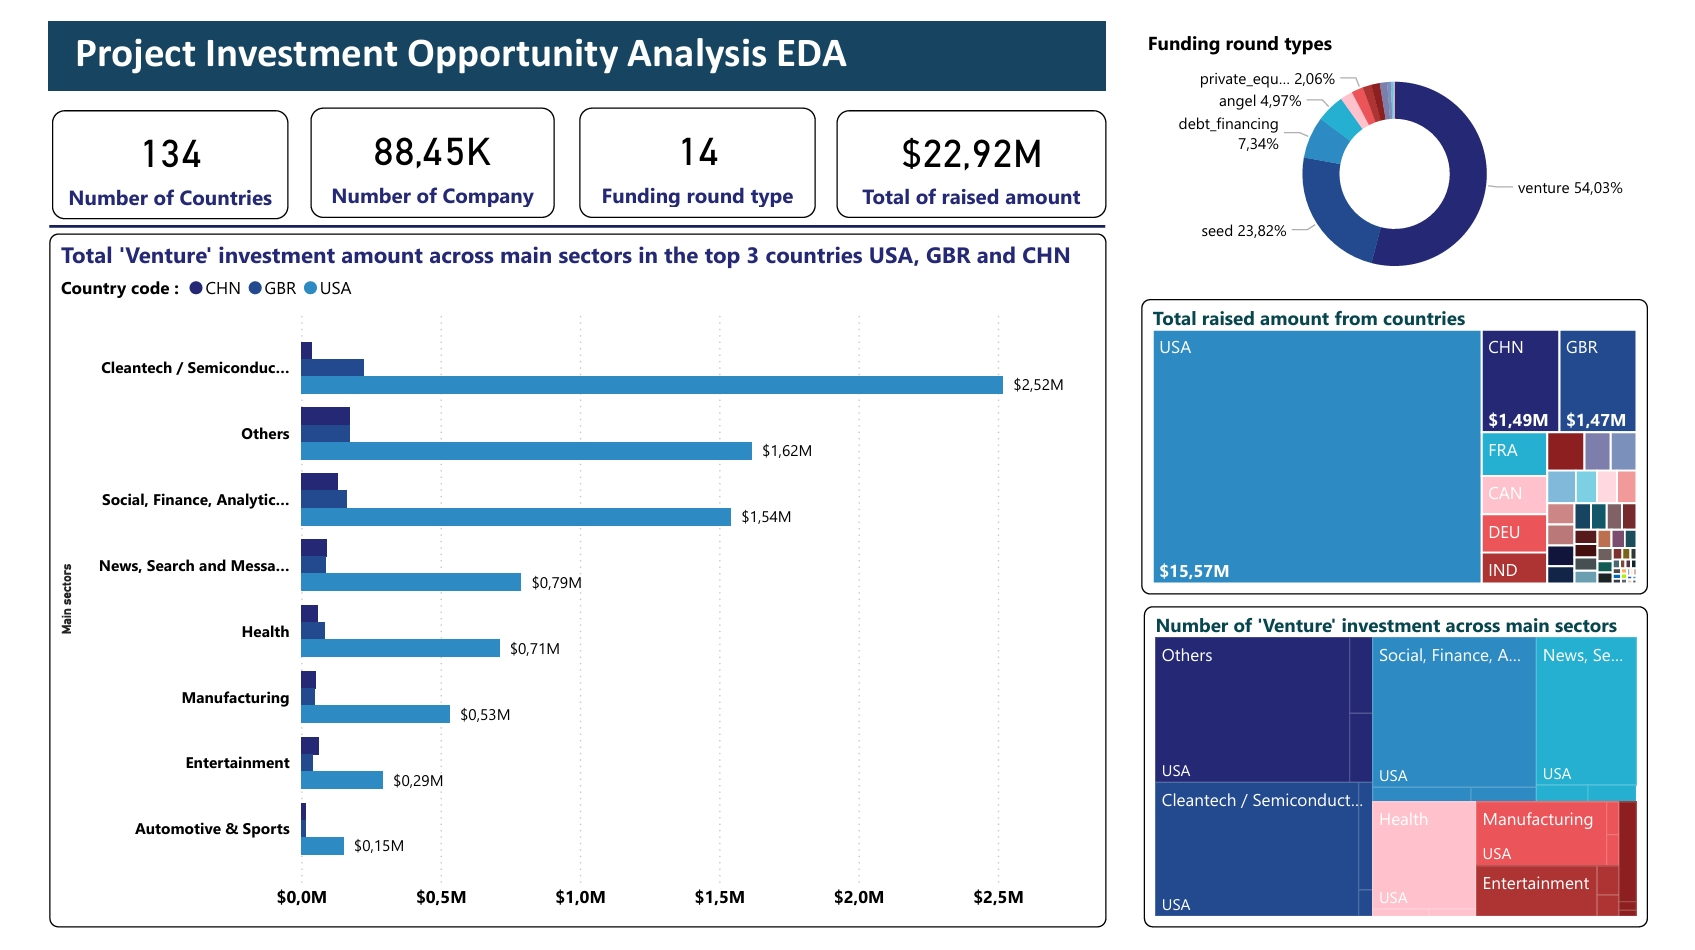 Project Investment Opportunity Analysis EDA
134
Number of Countries
88,45K
Number of Company
14
Funding round type
$22,92M
Total of raised amount
Total 'Venture' investment amount across main sectors in the top 3 countries USA, GBR and CHN
Country code : CHN GBR USA
Main sectors
Cleantech / Semiconduc...
$2,52M
Others
$1,62M
Social, Finance, Analytic...
$1,54M
News, Search and Messa...
$0,79M
Health
$0,71M
Manufacturing
$0,53M
Entertainment
$0,29M
Automotive & Sports
$0,15M
$0,0M $0,5M $1,0M $1,5M $2,0M $2,5M
Funding round types
private_equ... 2,06%
angel 4,97%
debt_financing
7,34%
venture 54,03%
seed 23,82%
Total raised amount from countries
USA
$15,57M
CHN
$1,49M
GBR
$1,47M
FRA
CAN
DEU
IND
Number of 'Venture' investment across main sectors
Others
USA
Social, Finance, A...
USA
News, Se...
USA
Cleantech / Semiconduct...
USA
Health
USA
Manufacturing
USA
Entertainment